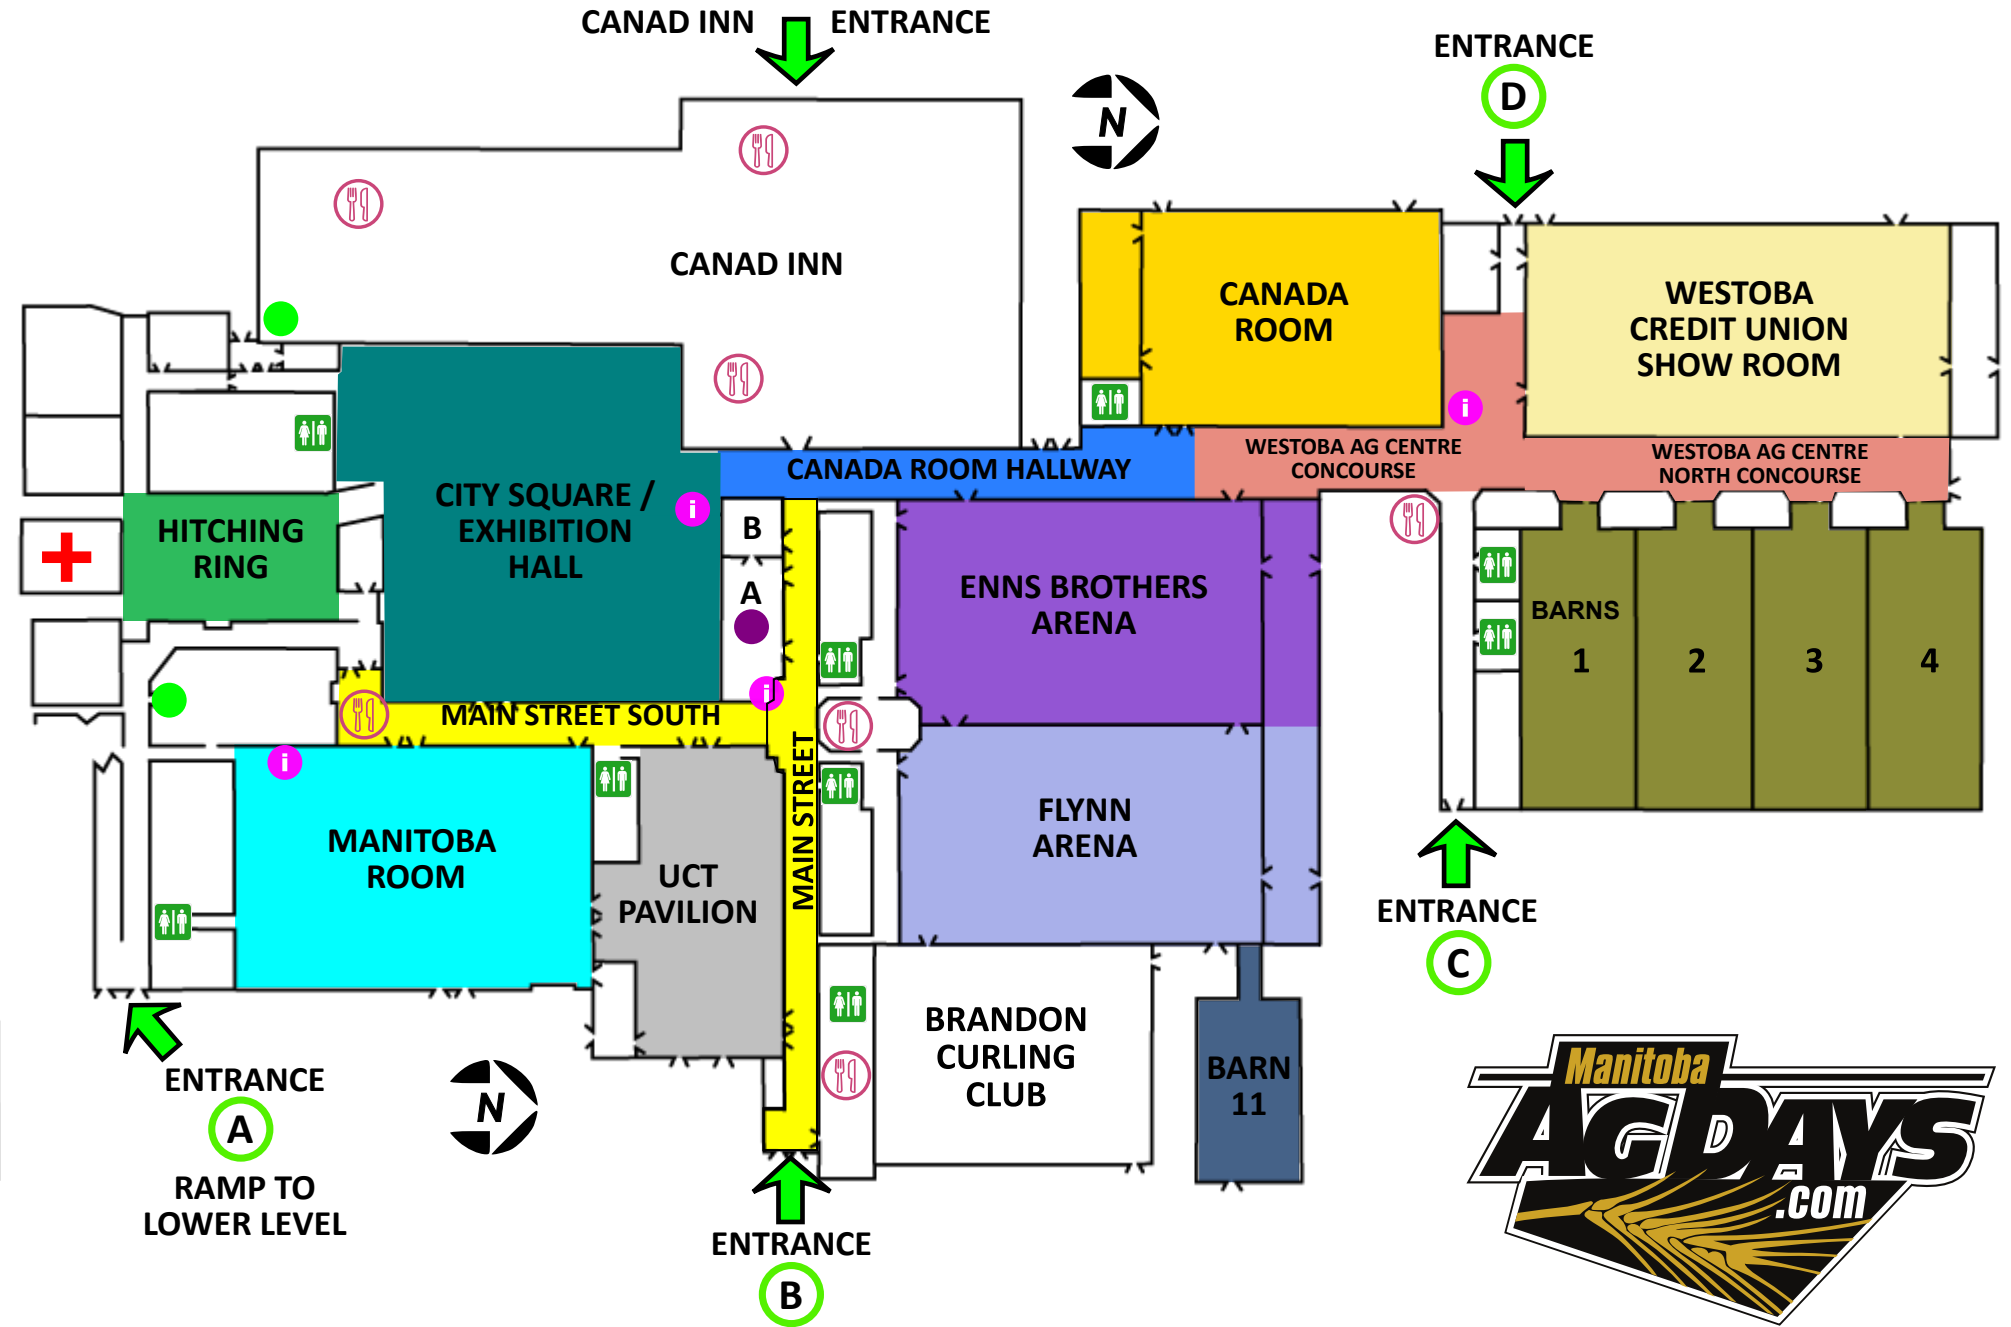 CANAD INN ENTRANCE
ENTRANCE
D
N
CANAD INN
CANADA
ROOM
WESTOBA
CREDIT UNION
SHOW ROOM
i
WESTOBA AG CENTRE
CONCOURSE
WESTOBA AG CENTRE
NORTH CONCOURSE
CANADA ROOM HALLWAY
CITY SQUARE /
EXHIBITION
HALL
i
B
A
i
HITCHING
RING
ENNS BROTHERS
ARENA
BARNS
1
2
3
4
MAIN STREET SOUTH
MAIN STREET
i
MANITOBA
ROOM
UCT
PAVILION
FLYNN
ARENA
ENTRANCE
C
BRANDON
CURLING
CLUB
BARN
11
ENTRANCE
A
RAMP TO
LOWER LEVEL
N
ENTRANCE
B
Manitoba
AG DAYS
.com